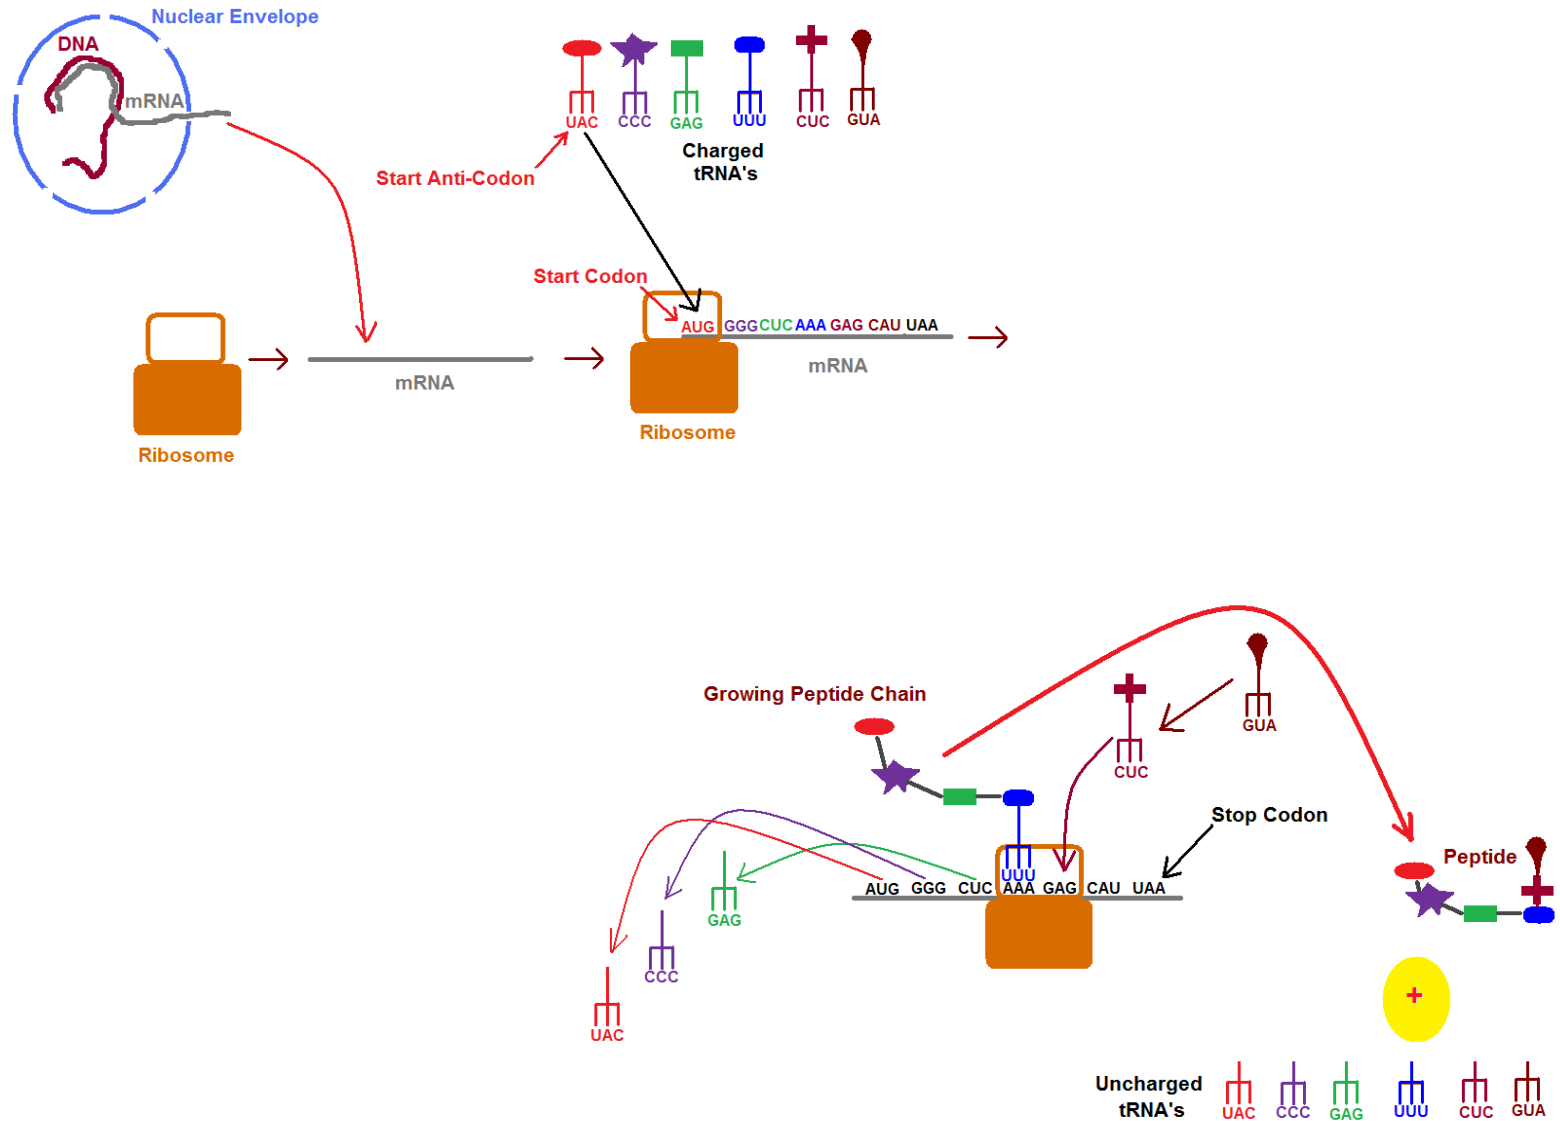 Nuclear Envelope
DNA
mRNA
UAC CCC GAG UUU CUC GUA
Charged
tRNA's
Start Anti-Codon
Start Codon
AUG GGG CUC AAA GAG CAU UAA
mRNA
mRNA
Ribosome
Ribosome
Growing Peptide Chain
GUA
CUC
Stop Codon
UUU
AUG GGG CUC AAA GAG CAU UAA
Peptide
GAG
CCC
UAC
+
Uncharged
tRNA's
UAC CCC GAG UUU CUC GUA